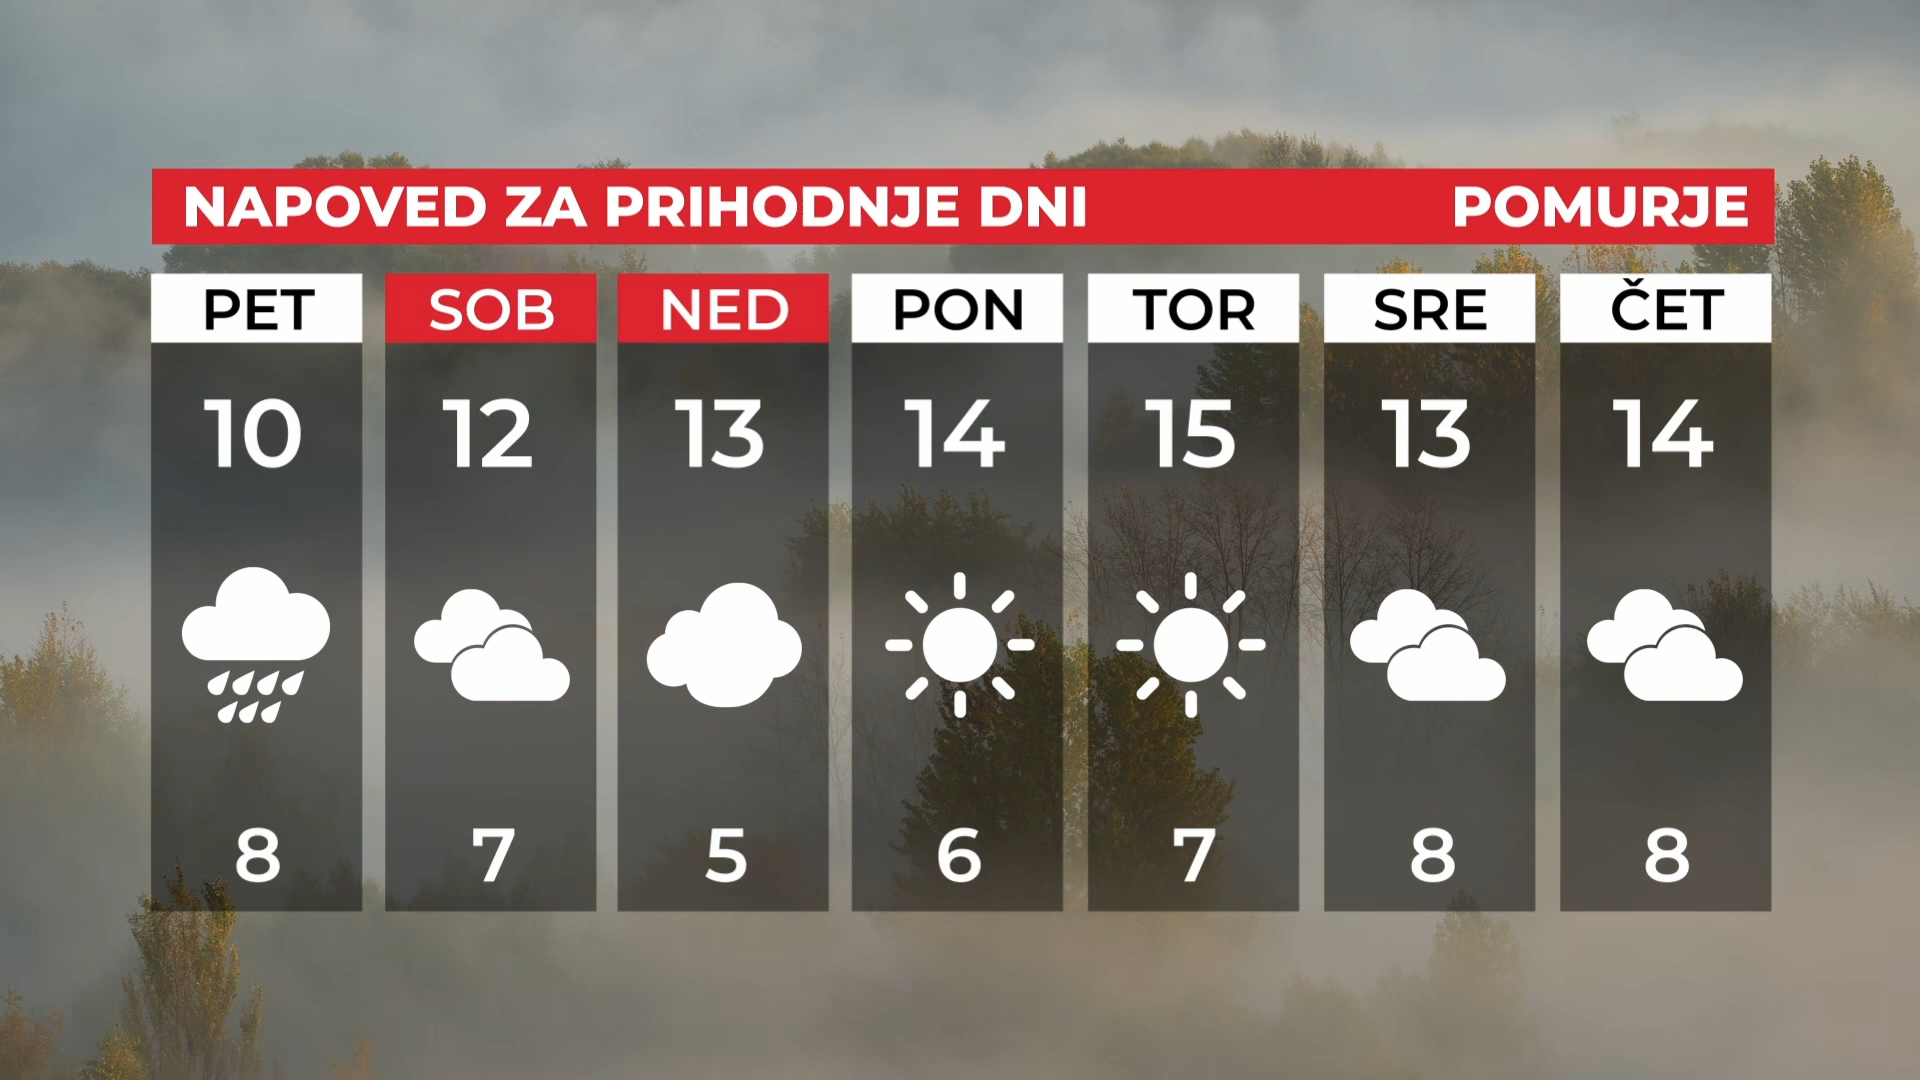 NAPOVED ZA PRIHODNJE DNI POMURJE
PET SOB NED PON TOR SRE ČET
10 12 13 14 15 13 14
8 7 5 6 7 8 8